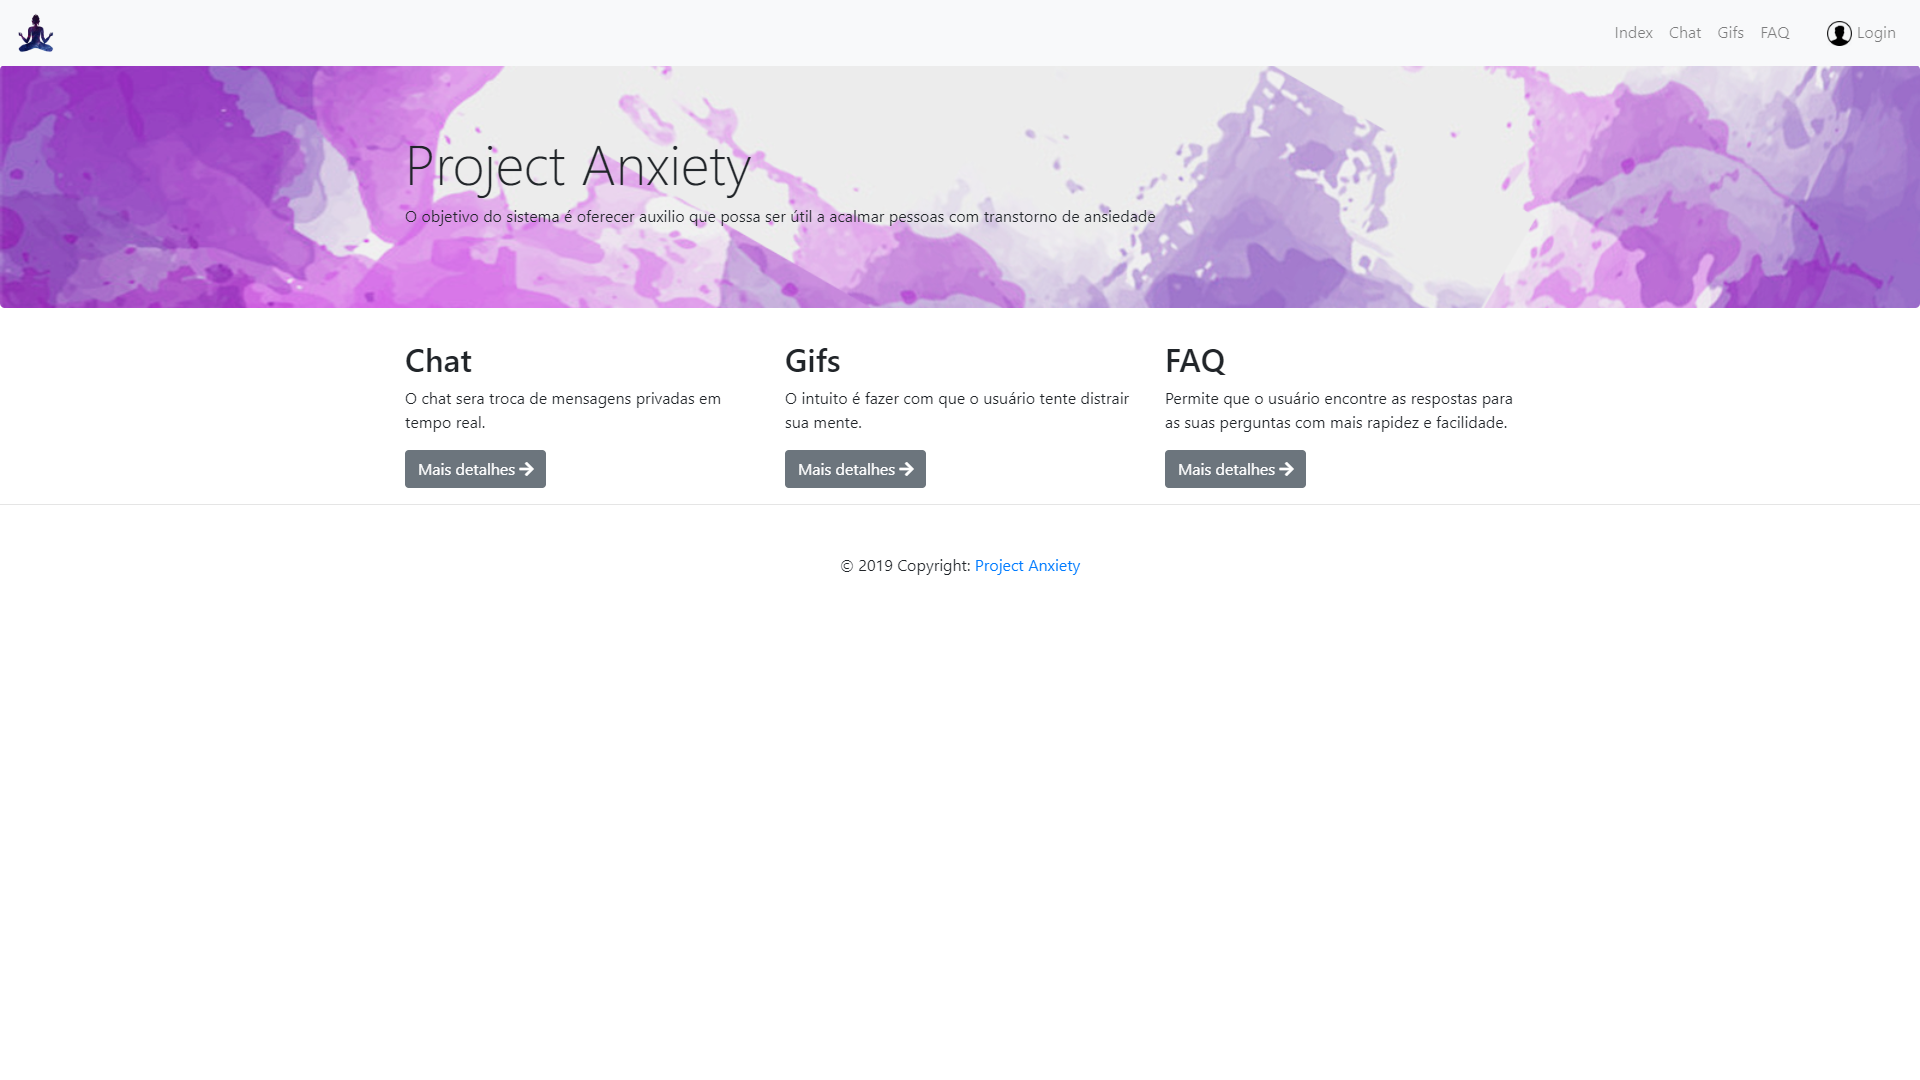 Index Chat Gifs FAQ Login
Project Anxiety
O objetivo do sistema é oferecer auxilio que possa ser útil a acalmar pessoas com transtorno de ansiedade
Chat
O chat sera troca de mensagens privadas em
tempo real.
Mais detalhes
Gifs
O intuito é fazer com que o usuário tente distrair
sua mente.
Mais detalhes
FAQ
Permite que o usuário encontre as respostas para
as suas perguntas com mais rapidez e facilidade.
Mais detalhes
© 2019 Copyright: Project Anxiety